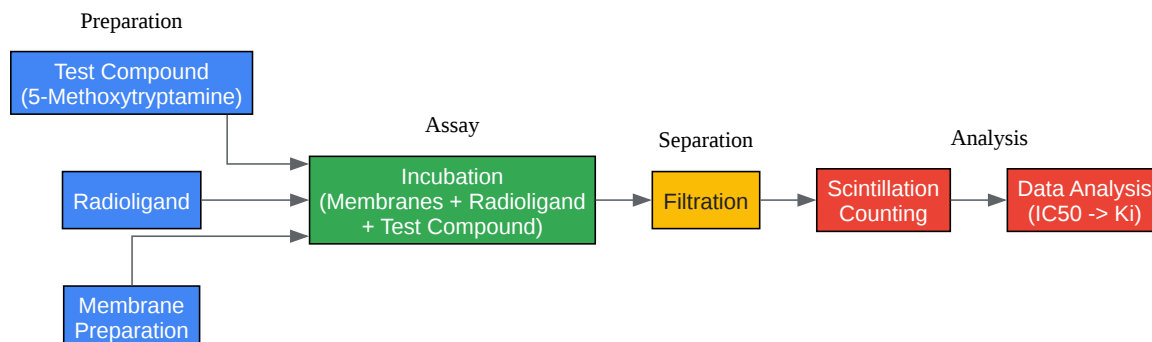 Preparation
Test Compound
(5-Methoxytryptamine)
Radioligand
Membrane
Preparation
Assay
Incubation
(Membranes + Radioligand
+ Test Compound)
Separation
Filtration
Analysis
Scintillation
Counting
Data Analysis
(IC50 -> Ki)